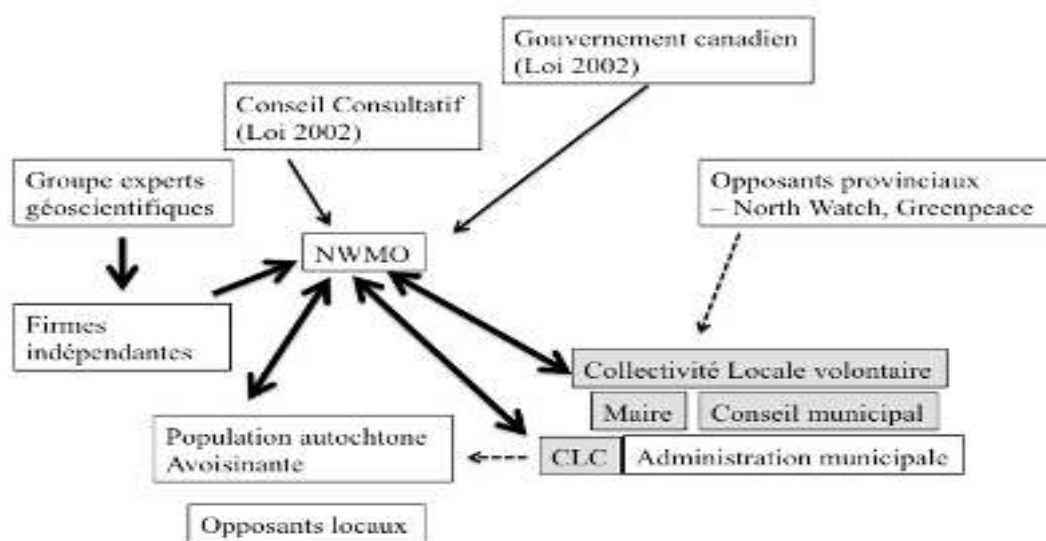 Gouvernement canadien
(Loi 2002)
Conseil Consultatif
(Loi 2002)
Groupe experts
géoscientifiques
Opposants provinciaux
– North Watch, Greenpeace
NWMO
Firmes
indépendantes
Collectivité Locale volontaire
Maire
Conseil municipal
Population autochtone
Avoisinante
CLC
Administration municipale
Opposants locaux